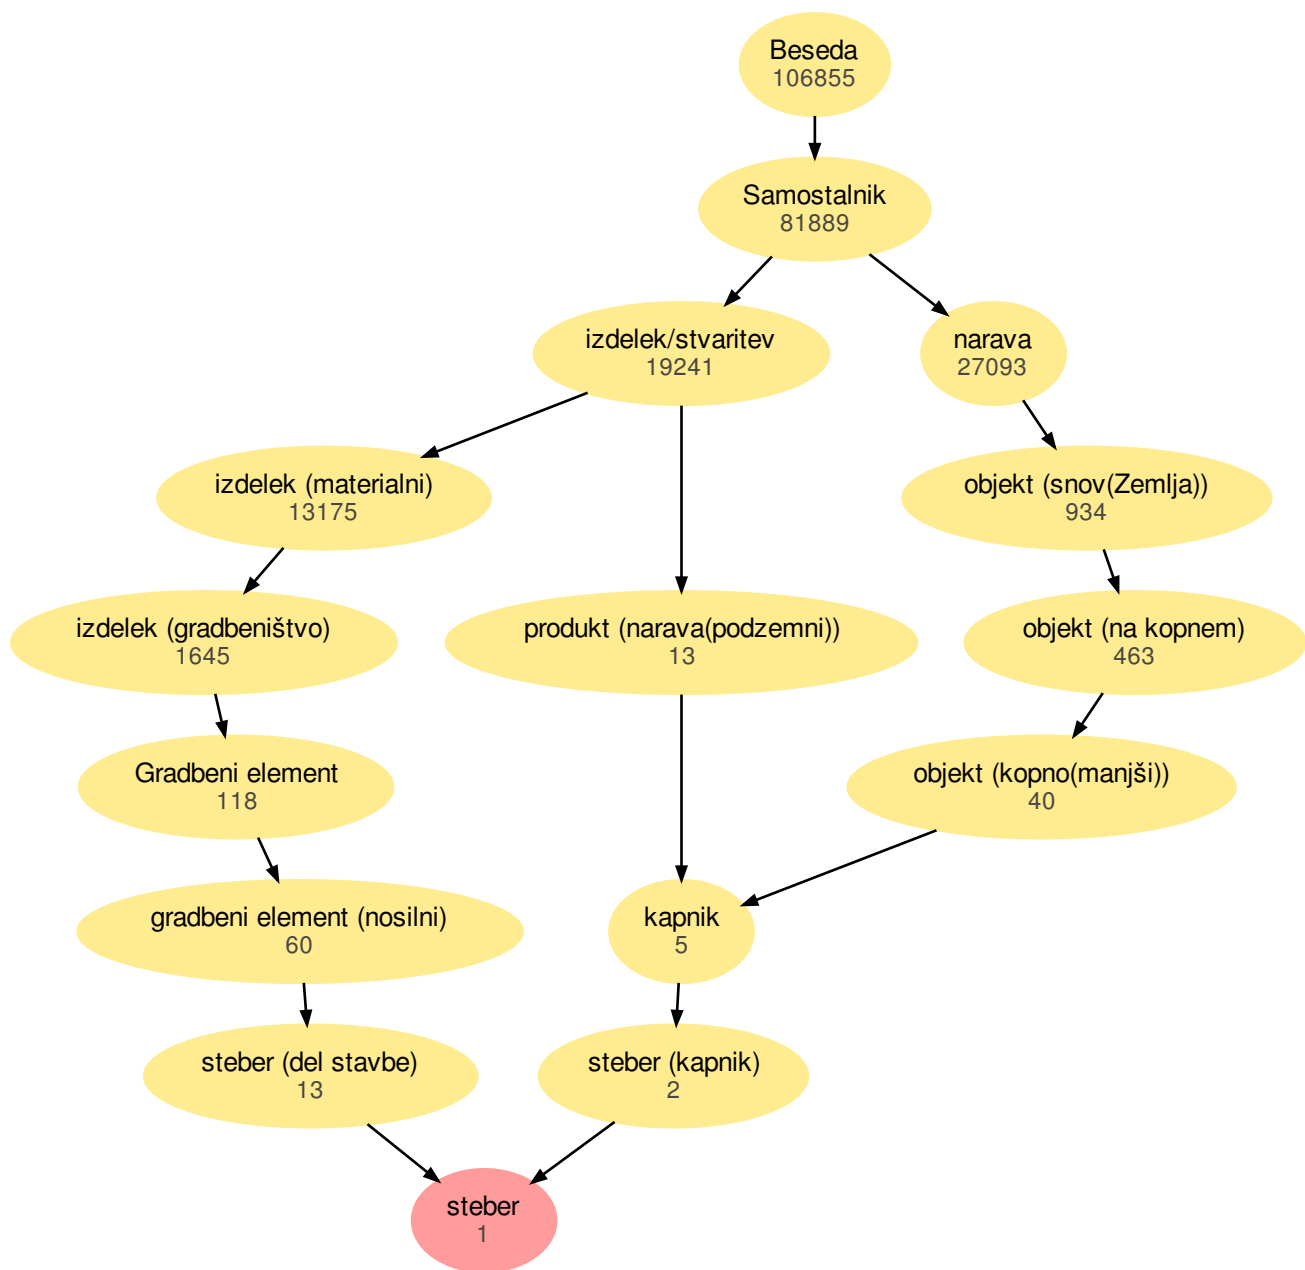 Beseda
106855
Samostalnik
81889
izdelek/stvaritev
19241
narava
27093
izdelek (materialni)
13175
objekt (snov(Zemlja))
934
izdelek (gradbeništvo)
1645
produkt (narava(podzemni))
13
objekt (na kopnem)
463
Gradbeni element
118
objekt (kopno(manjši))
40
gradbeni element (nosilni)
60
kapnik
5
steber (del stavbe)
13
steber (kapnik)
2
steber
1